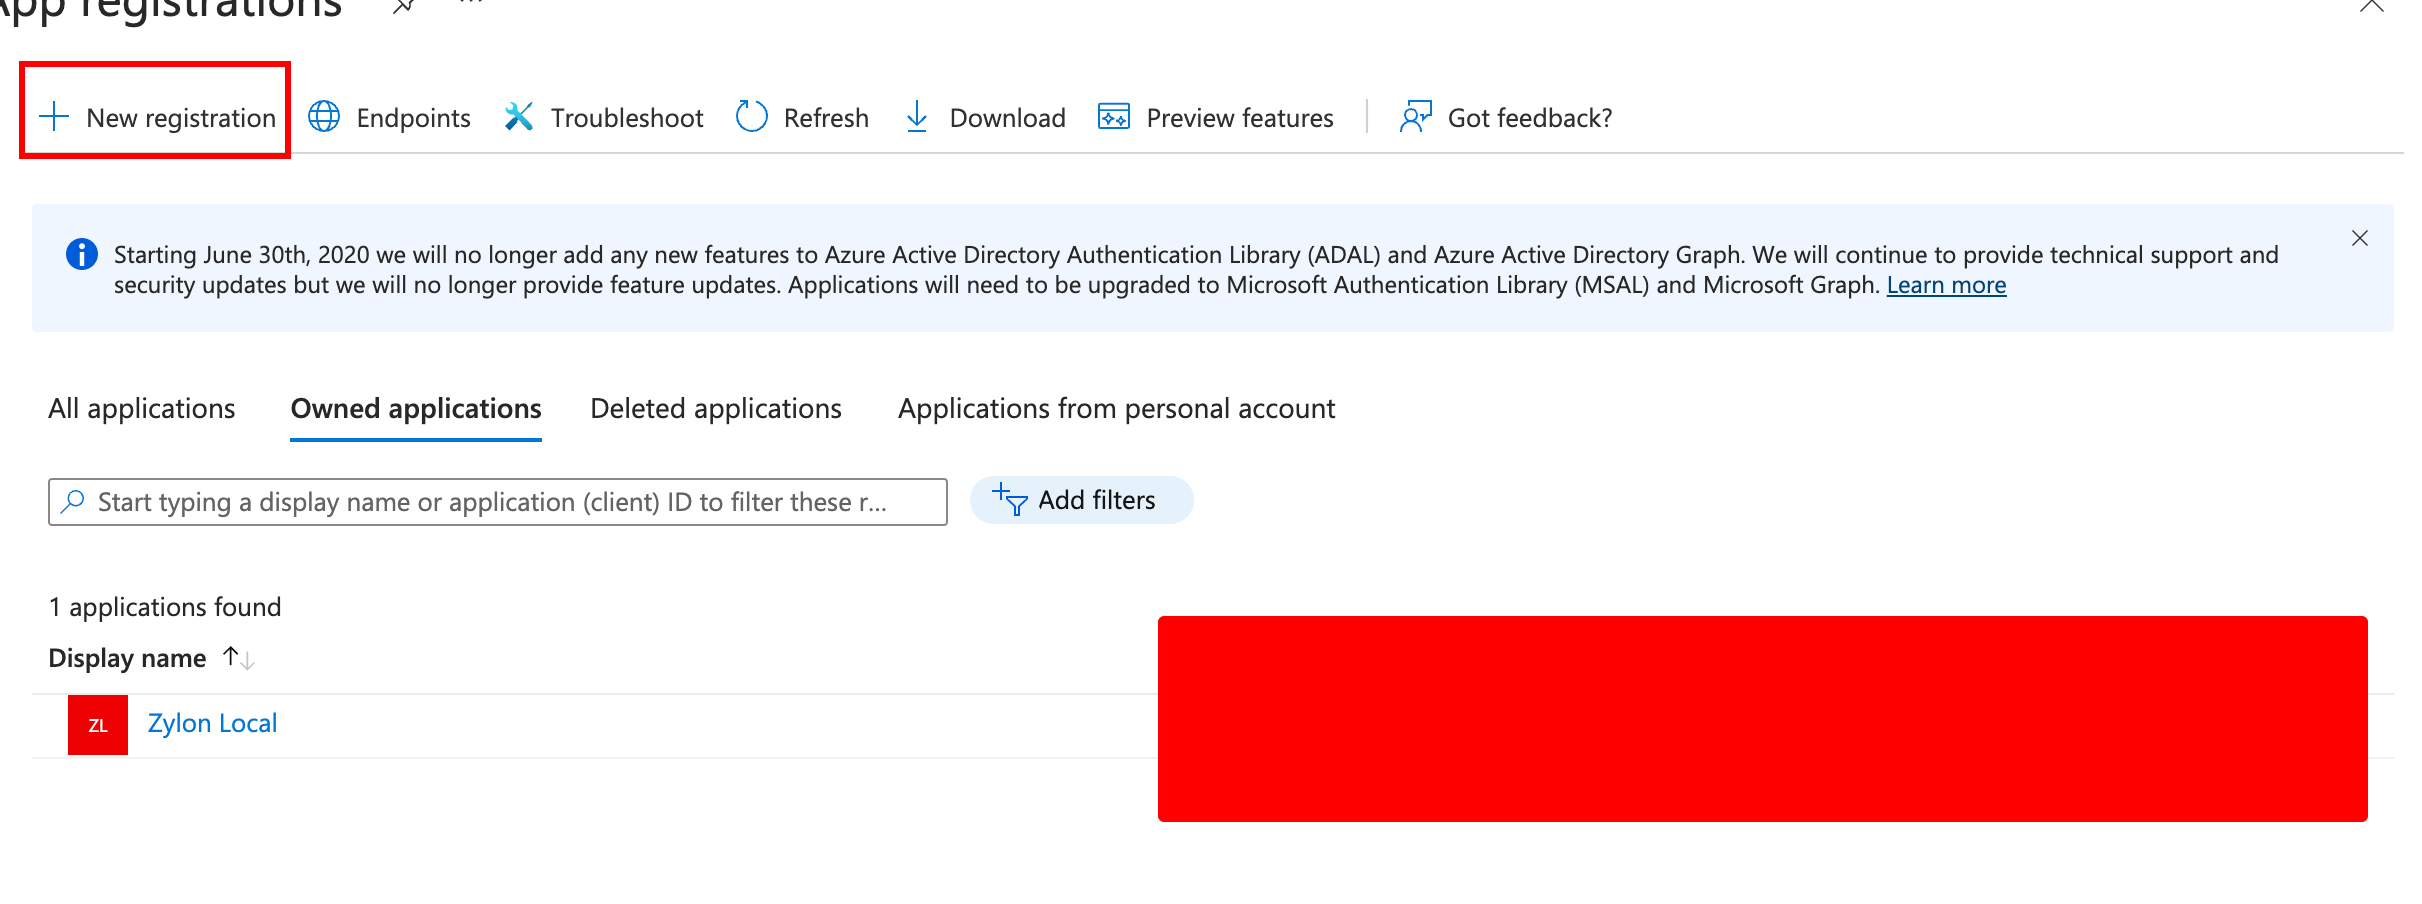 App registrations
New registration
Endpoints
Troubleshoot
Refresh
Download
Preview features
Got feedback?
Starting June 30th, 2020 we will no longer add any new features to Azure Active Directory Authentication Library (ADAL) and Azure Active Directory Graph. We will continue to provide technical support and
security updates but we will no longer provide feature updates. Applications will need to be upgraded to Microsoft Authentication Library (MSAL) and Microsoft Graph. Learn more
All applications
Owned applications
Deleted applications
Applications from personal account
Start typing a display name or application (client) ID to filter these r...
Add filters
1 applications found
Display name
ZL
Zylon Local